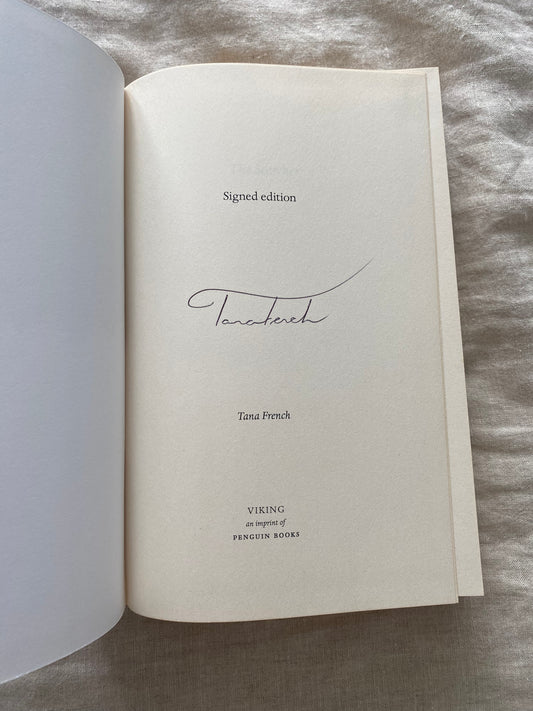 Signed edition
Tana French
Tana French
VIKING
an imprint of
PENGUIN BOOKS